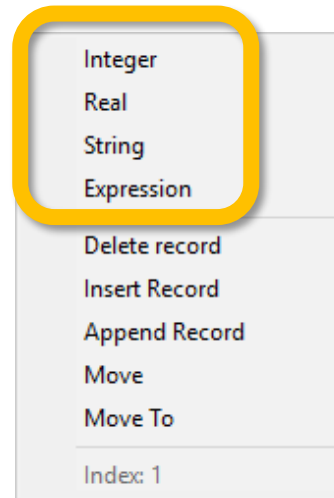 Integer
Real
String
Expression
Delete record
Insert Record
Append Record
Move
Move To
Index: 1